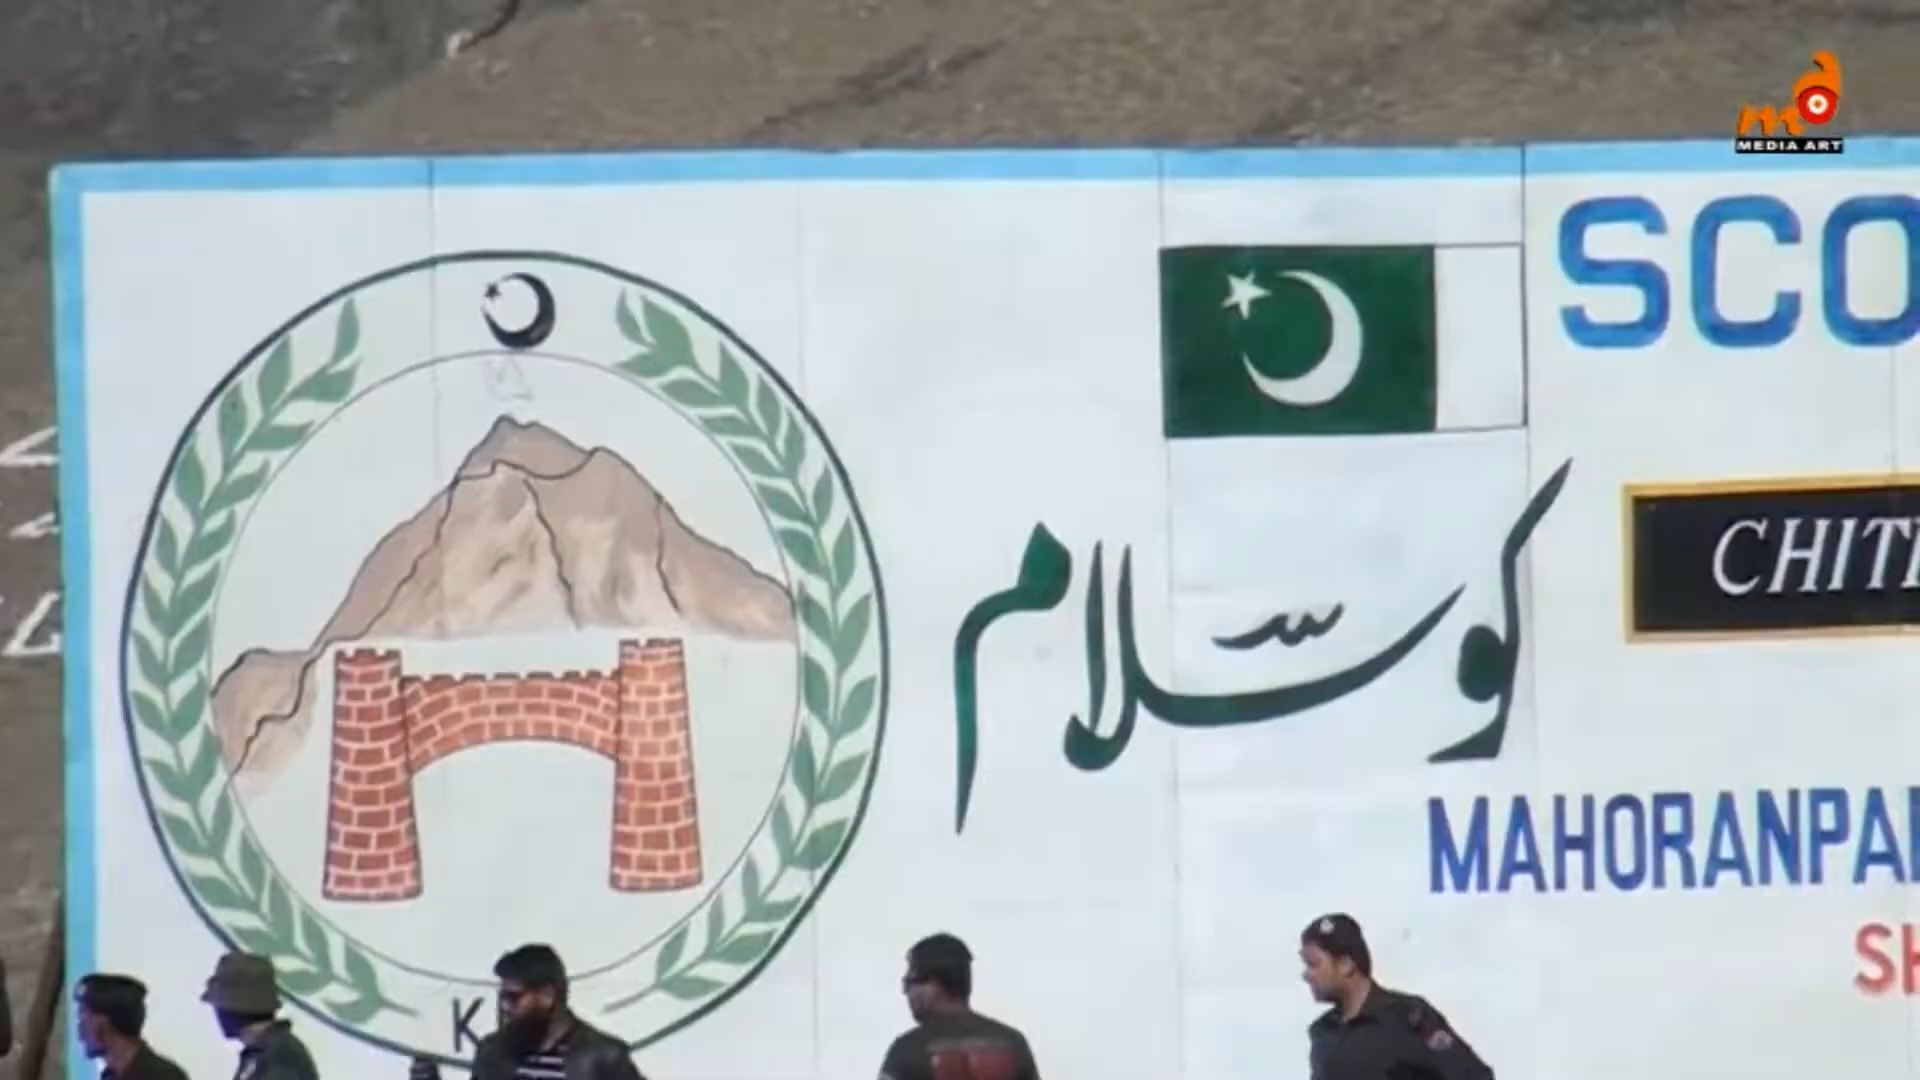 MEDIA ART
SCO
CHIT
کوسلام
MAHORANPA
SH
K